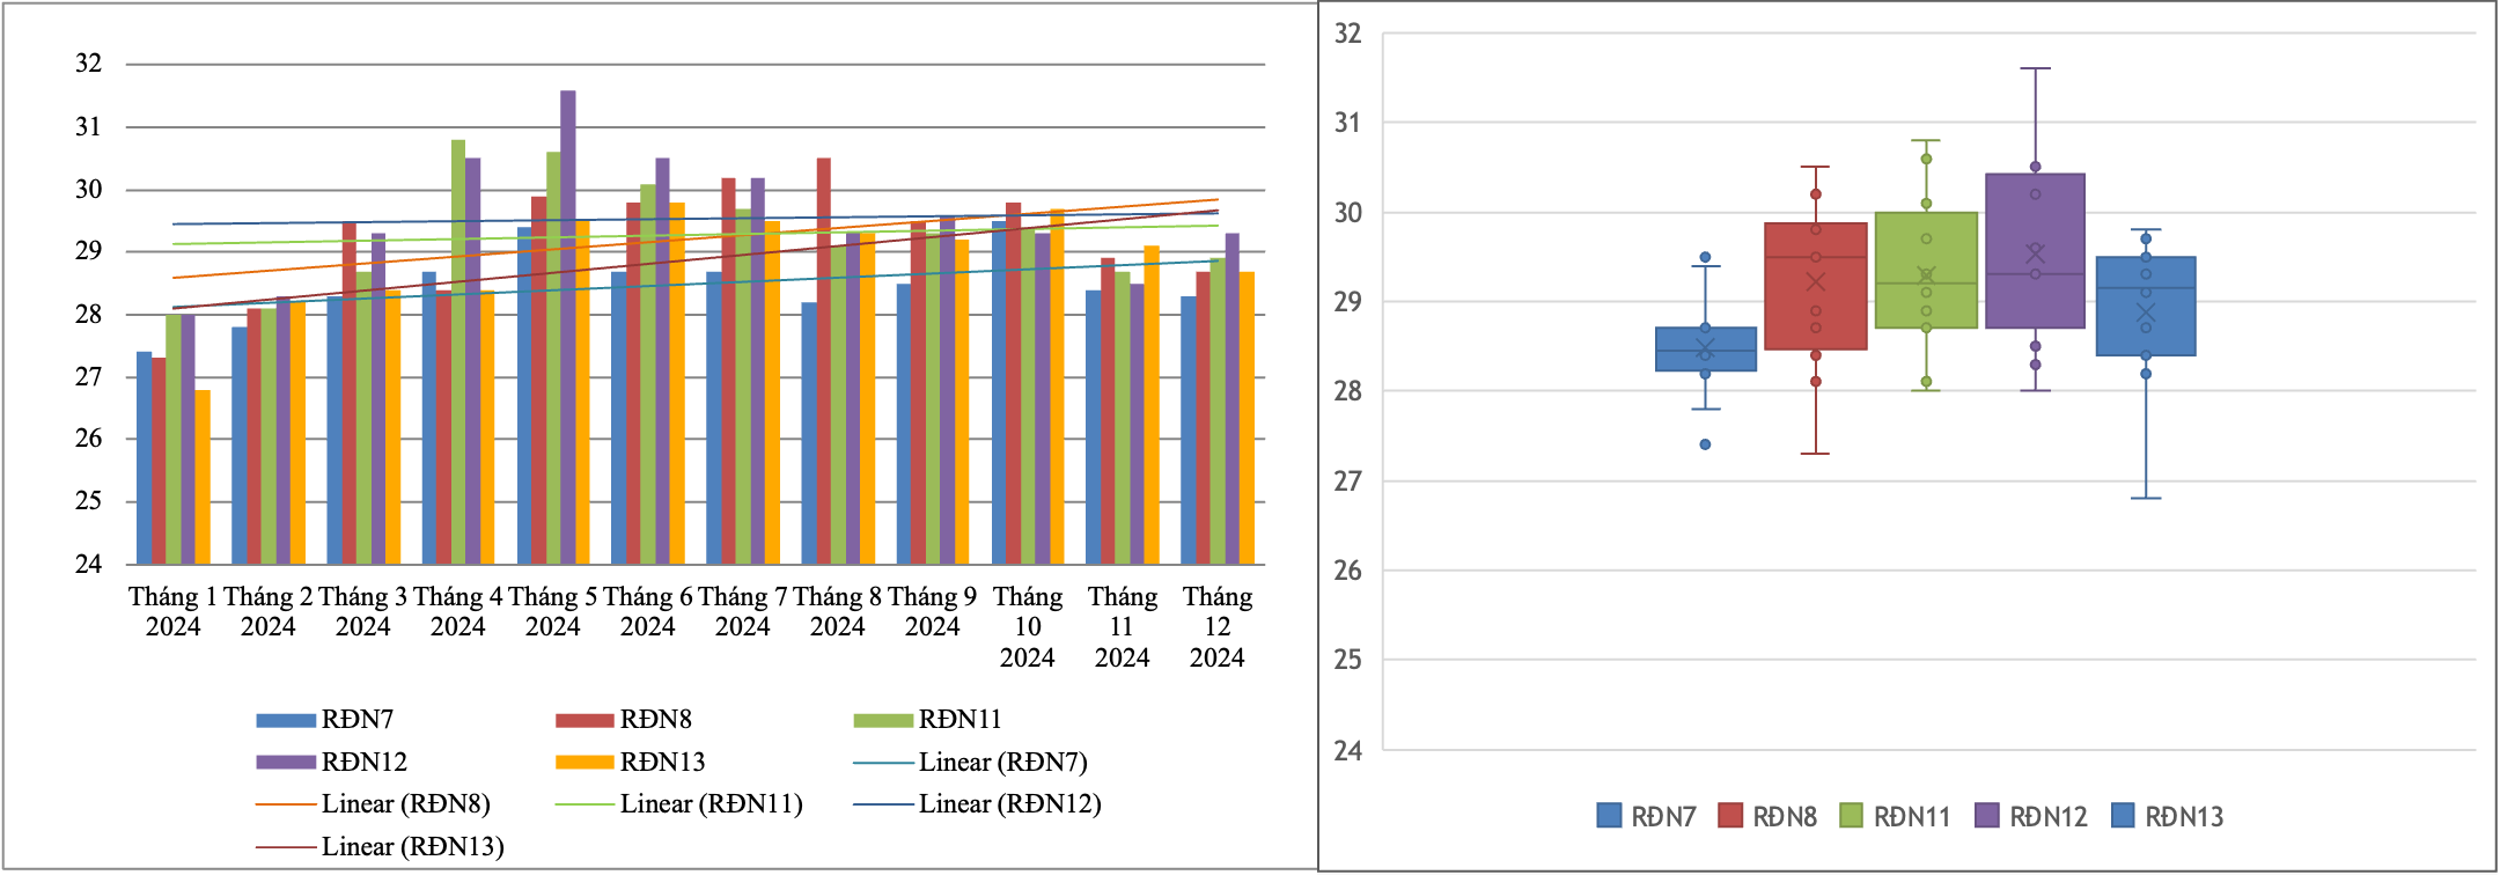 32
31
30
29
28
27
26
25
24
Tháng 1 Tháng 2 Tháng 3 Tháng 4 Tháng 5 Tháng 6 Tháng 7 Tháng 8 Tháng 9 Tháng Tháng Tháng
2024 2024 2024 2024 2024 2024 2024 2024 2024 10 11 12
2024 2024 2024
RĐN7 RĐN8 RĐN11
RĐN12 RĐN13 Linear (RĐN7)
Linear (RĐN8) Linear (RĐN11) Linear (RĐN12)
Linear (RĐN13)
32
31
30
29
28
27
26
25
24
RĐN7 RĐN8 RĐN11 RĐN12 RĐN13